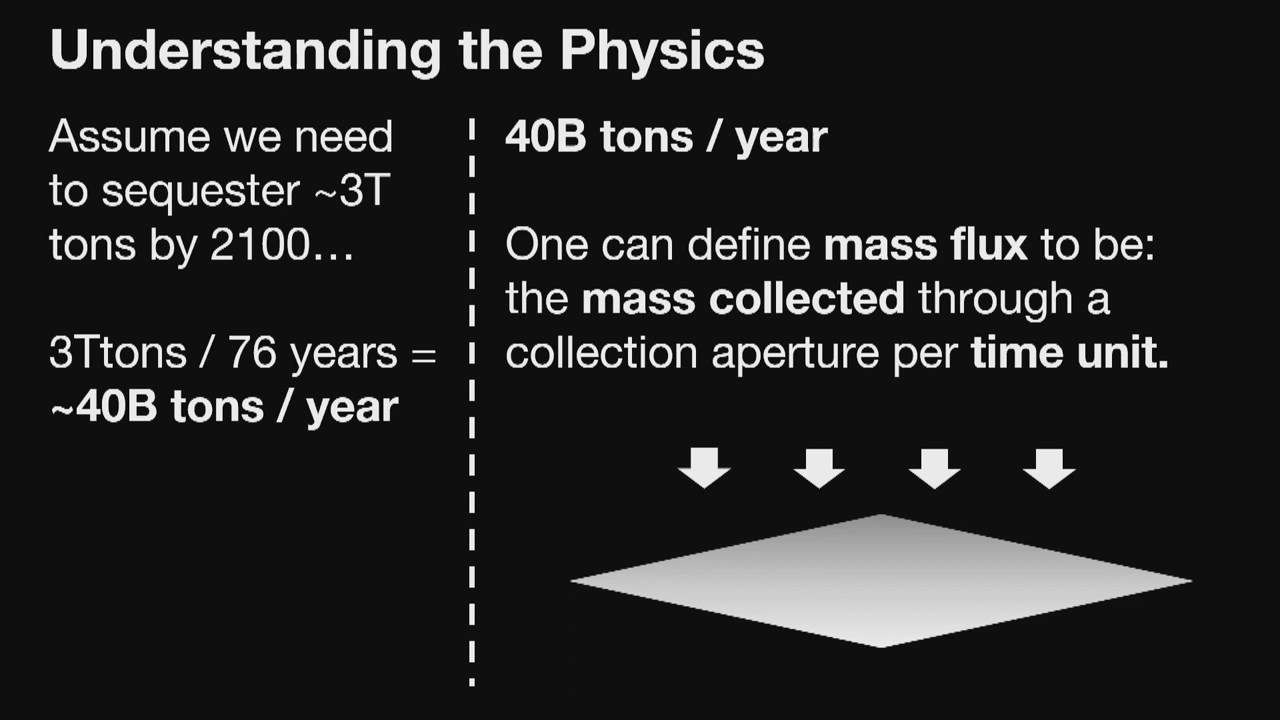 Understanding the Physics
Assume we need
to sequester ~3T
tons by 2100…
3Ttons / 76 years =
~40B tons / year
40B tons / year
One can define mass flux to be:
the mass collected through a
collection aperture per time unit.